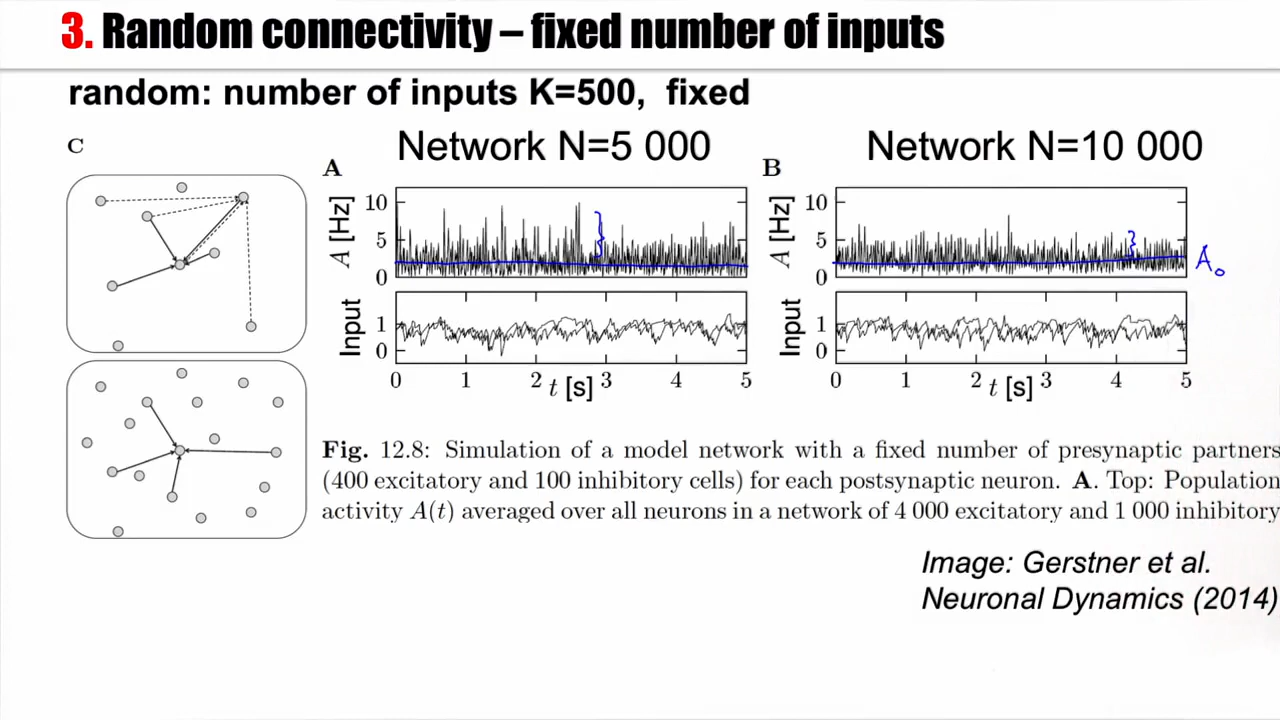 3. Random connectivity – fixed number of inputs
random: number of inputs K=500, fixed
C
Network N=5 000
Network N=10 000
A
B
A [Hz]
10
5
0
A [Hz]
10
5
0
A₀
Input
1
0
Input
1
0
0 1 2 3 4 5
t [s]
0 1 2 3 4 5
t [s]
Fig. 12.8: Simulation of a model network with a fixed number of presynaptic partners
(400 excitatory and 100 inhibitory cells) for each postsynaptic neuron. A. Top: Population
activity A(t) averaged over all neurons in a network of 4 000 excitatory and 1 000 inhibitory
Image: Gerstner et al.
Neuronal Dynamics (2014)